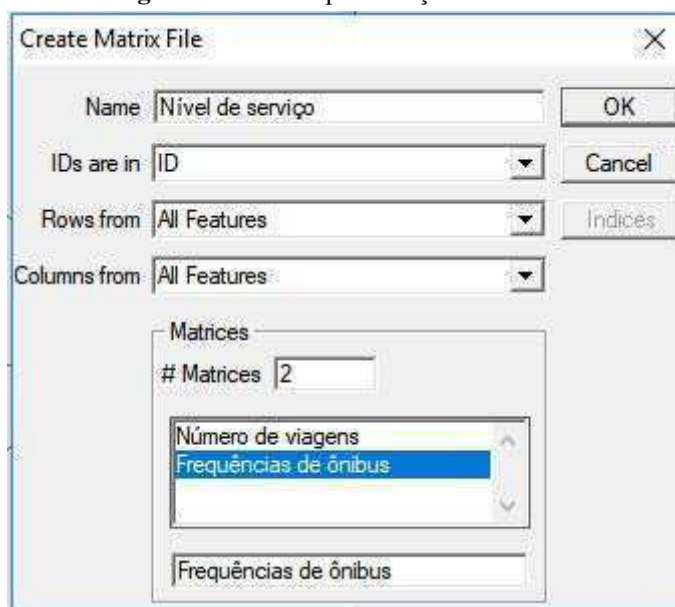 Create Matrix File
Name Nível de serviço OK
IDs are in ID Cancel
Rows from All Features Indices
Columns from All Features
Matrices
# Matrices 2
Número de viagens
Frequências de ônibus
Frequências de ônibus